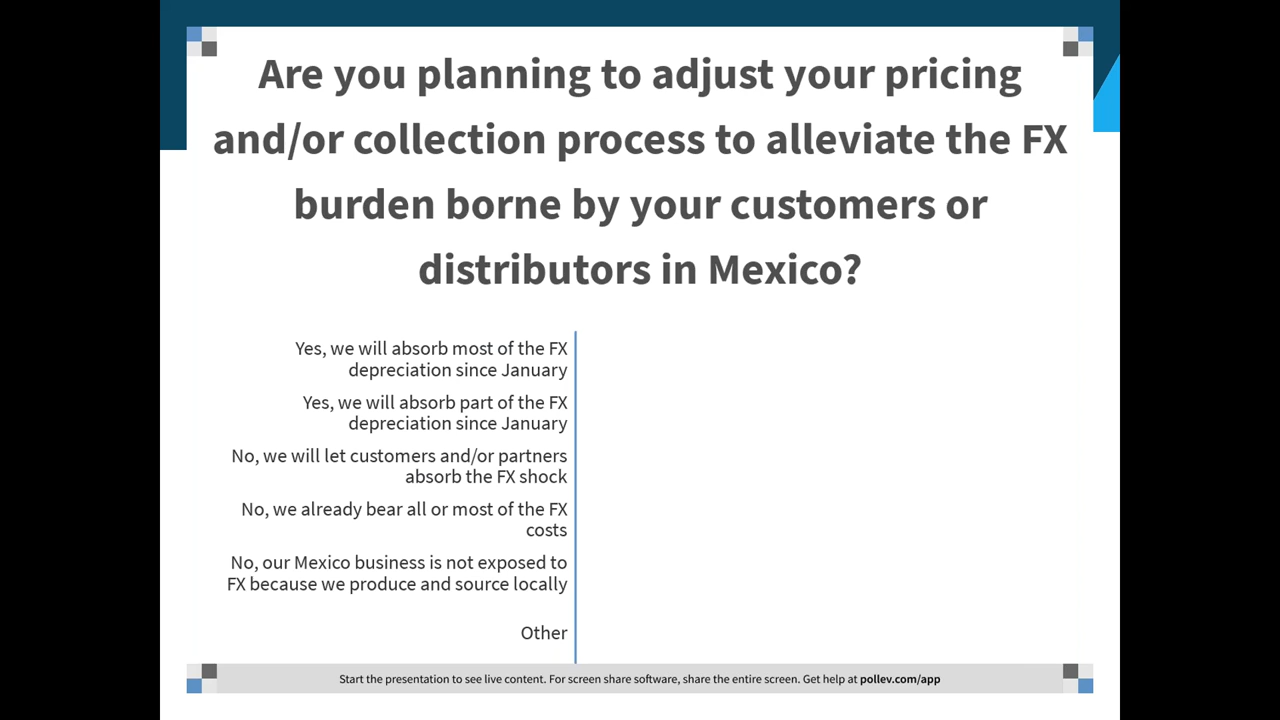 Are you planning to adjust your pricing
and/or collection process to alleviate the FX
burden borne by your customers or
distributors in Mexico?
Yes, we will absorb most of the FX
depreciation since January
Yes, we will absorb part of the FX
depreciation since January
No, we will let customers and/or partners
absorb the FX shock
No, we already bear all or most of the FX
costs
No, our Mexico business is not exposed to
FX because we produce and source locally
Other
Start the presentation to see live content. For screen share software, share the entire screen. Get help at pollev.com/app